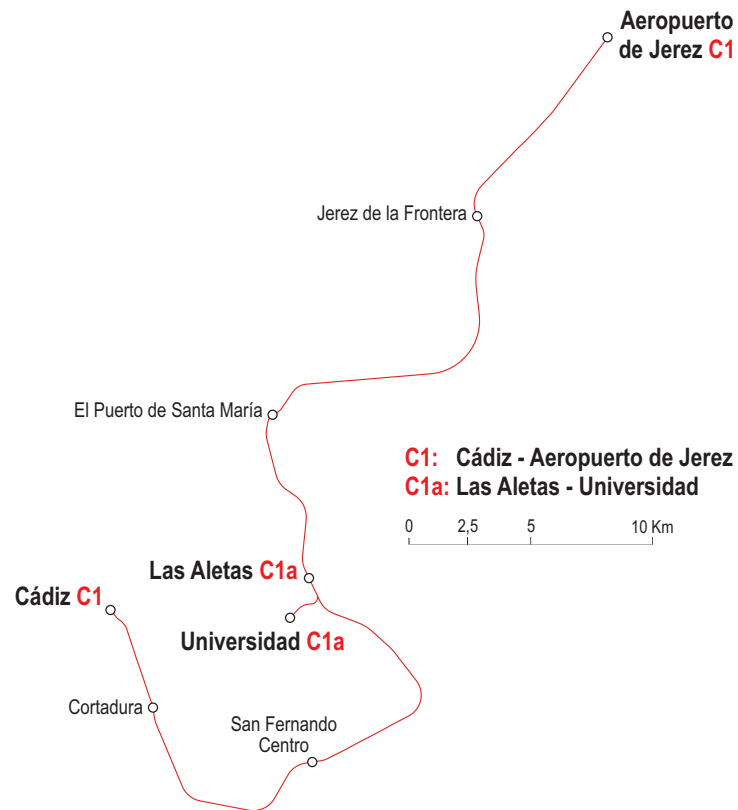 Aeropuerto
de Jerez C1
Jerez de la Frontera
El Puerto de Santa María
C1: Cádiz - Aeropuerto de Jerez
C1a: Las Aletas - Universidad
0 2,5 5 10 Km
Las Aletas C1a
Cádiz C1
Universidad C1a
Cortadura
San Fernando
Centro